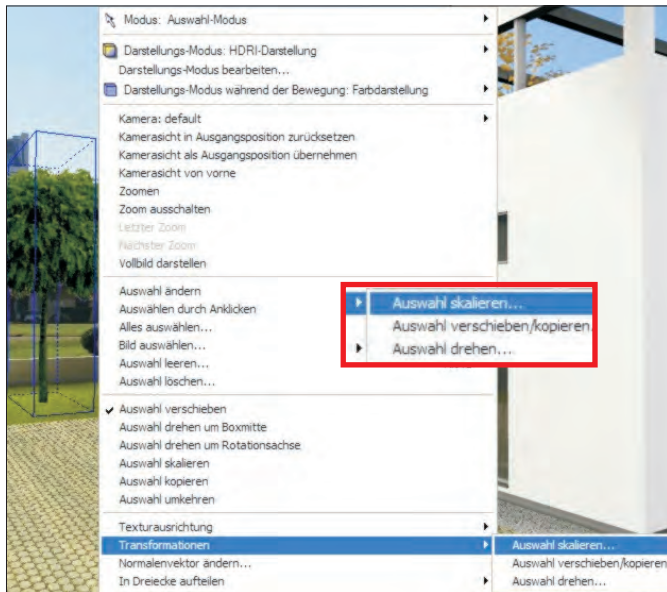 Modus: Auswahl-Modus
Darstellungs-Modus: HDRI-Darstellung
Darstellungs-Modus bearbeiten...
Darstellungs-Modus während der Bewegung: Farbdarstellung
Kamera: default
Kamerasicht in Ausgangsposition zurücksetzen
Kamerasicht als Ausgangsposition übernehmen
Kamerasicht von vorne
Zoomen
Zoom ausschalten
Letzter Zoom
Nächster Zoom
Vollbild darstellen
Auswahl ändern
Auswählen durch Anklicken
Alles auswählen...
Bild auswählen...
Auswahl leeren...
Auswahl löschen...
Auswahl skalieren...
Auswahl verschieben/kopieren.
Auswahl drehen...
Auswahl verschieben
Auswahl drehen um Boxmitte
Auswahl drehen um Rotationsachse
Auswahl skalieren
Auswahl kopieren
Auswahl umkehren
Texturausrichtung
Transformationen
Normalenvektor ändern...
In Dreiecke aufteilen
Auswahl skalieren...
Auswahl verschieben/kopieren
Auswahl drehen...